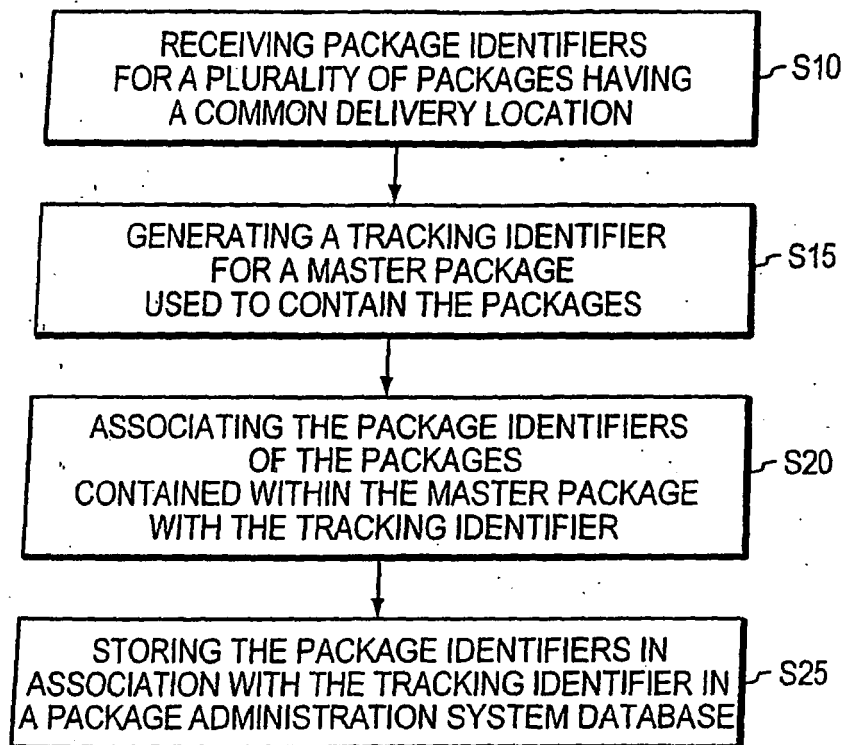 RECEIVING PACKAGE IDENTIFIERS
FOR A PLURALITY OF PACKAGES HAVING
A COMMON DELIVERY LOCATION
S10
GENERATING A TRACKING IDENTIFIER
FOR A MASTER PACKAGE
USED TO CONTAIN THE PACKAGES
S15
ASSOCIATING THE PACKAGE IDENTIFIERS
OF THE PACKAGES
CONTAINED WITHIN THE MASTER PACKAGE
WITH THE TRACKING IDENTIFIER
S20
STORING THE PACKAGE IDENTIFIERS IN
ASSOCIATION WITH THE TRACKING IDENTIFIER IN
A PACKAGE ADMINISTRATION SYSTEM DATABASE
S25